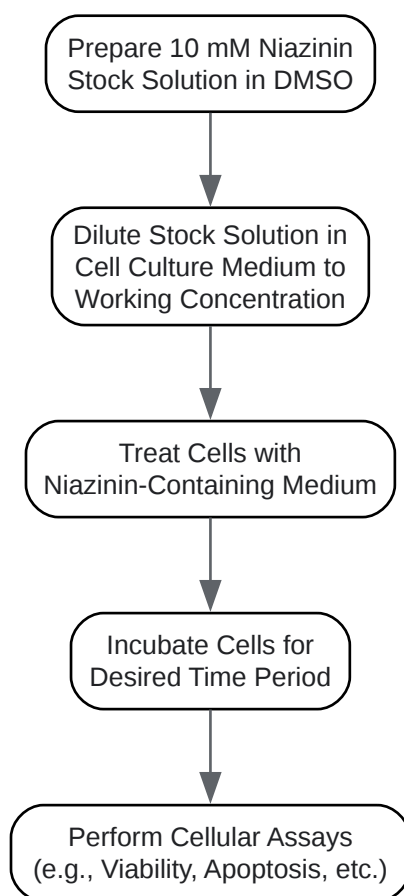 Prepare 10 mM Niazinin
Stock Solution in DMSO
Dilute Stock Solution in
Cell Culture Medium to
Working Concentration
Treat Cells with
Niazinin-Containing Medium
Incubate Cells for
Desired Time Period
Perform Cellular Assays
(e.g., Viability, Apoptosis, etc.)